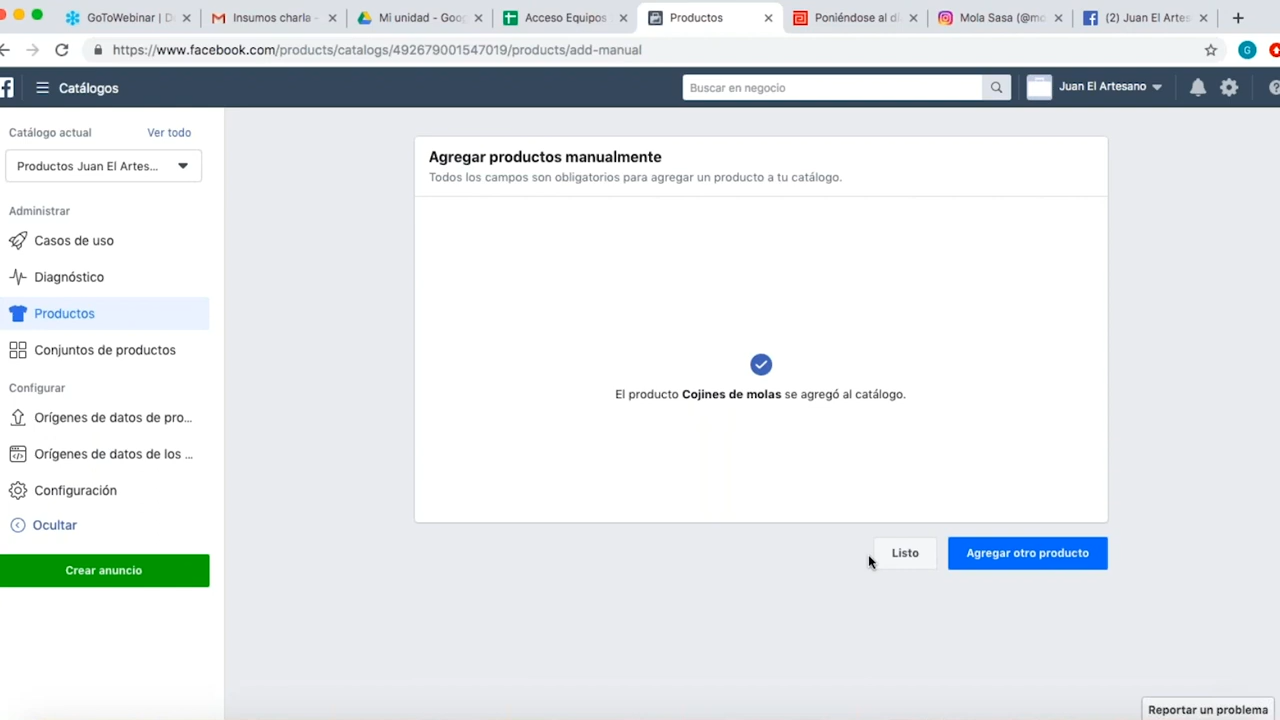 GoToWebinar | D
Insumos charla -
Mi unidad - Goo
Acceso Equipos
Productos
Poniéndose al dí
Mola Sasa (@mo
(2) Juan El Artes
https://www.facebook.com/products/catalogs/492679001547019/products/add-manual
G
Catálogos
Buscar en negocio
Juan El Artesano
Catálogo actual
Ver todo
Productos Juan El Artes...
Administrar
Casos de uso
Diagnóstico
Productos
Conjuntos de productos
Configurar
Orígenes de datos de pro...
Orígenes de datos de los ...
Configuración
Ocultar
Crear anuncio
Agregar productos manualmente
Todos los campos son obligatorios para agregar un producto a tu catálogo.
El producto Cojines de molas se agregó al catálogo.
Listo
Agregar otro producto
Reportar un problema